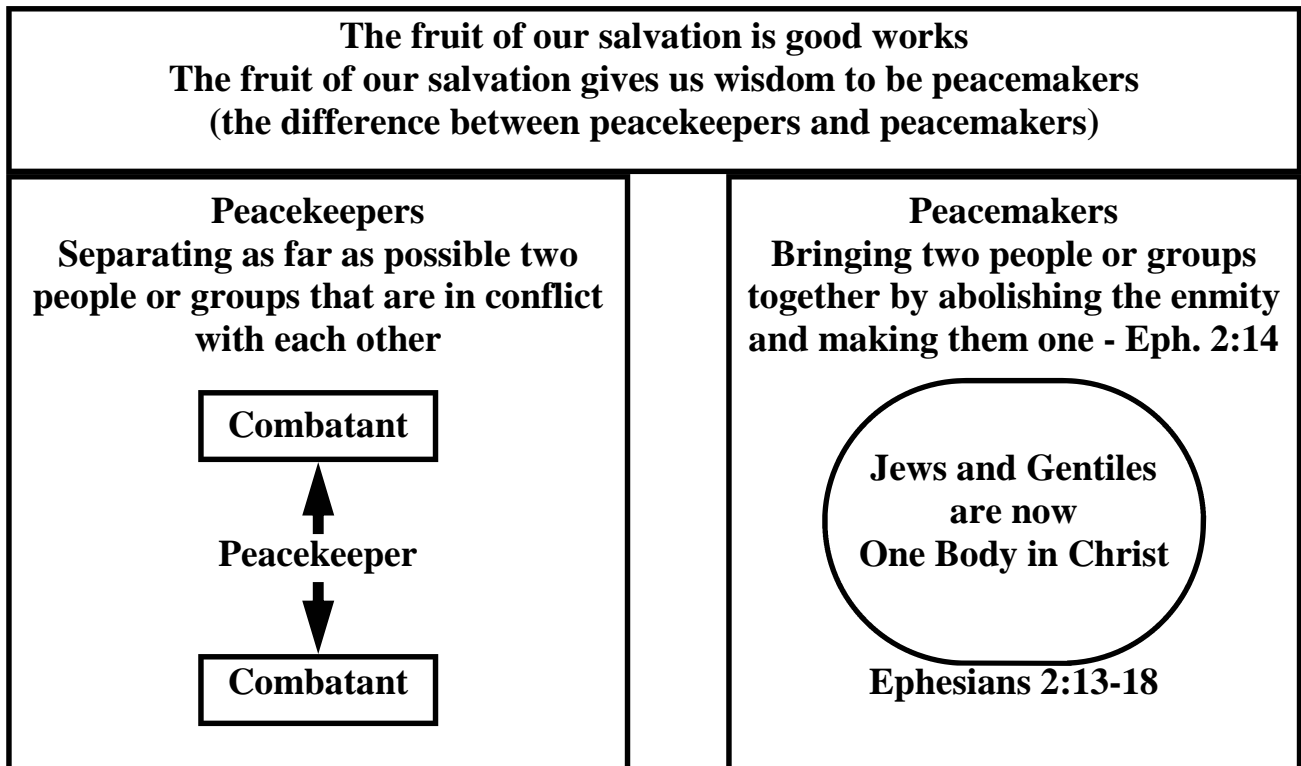 The fruit of our salvation is good works
The fruit of our salvation gives us wisdom to be peacemakers
(the difference between peacekeepers and peacemakers)
Peacekeepers
Separating as far as possible two
people or groups that are in conflict
with each other
Combatant
Peacekeeper
Combatant
Peacemakers
Bringing two people or groups
together by abolishing the enmity
and making them one - Eph. 2:14
Jews and Gentiles
are now
One Body in Christ
Ephesians 2:13-18